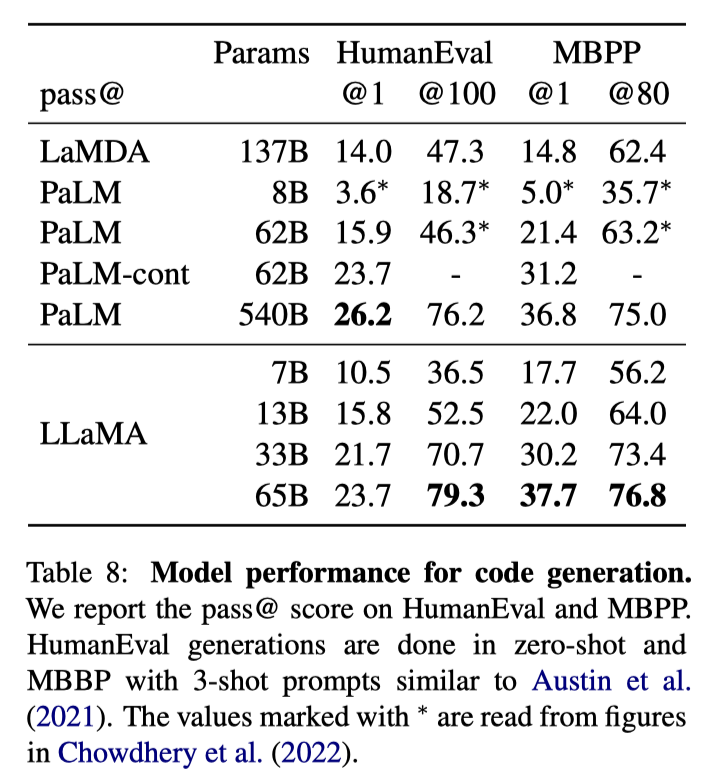 Params HumanEval MBPP
pass@ @1 @100 @1 @80
LaMDA 137B 14.0 47.3 14.8 62.4
PaLM 8B 3.6* 18.7* 5.0* 35.7*
PaLM 62B 15.9 46.3* 21.4 63.2*
PaLM-cont 62B 23.7 - 31.2 -
PaLM 540B 26.2 76.2 36.8 75.0
7B 10.5 36.5 17.7 56.2
13B 15.8 52.5 22.0 64.0
LLaMA
33B 21.7 70.7 30.2 73.4
65B 23.7 79.3 37.7 76.8
Table 8: Model performance for code generation.
We report the pass@ score on HumanEval and MBPP.
HumanEval generations are done in zero-shot and
MBBP with 3-shot prompts similar to Austin et al.
(2021). The values marked with * are read from figures
in Chowdhery et al. (2022).